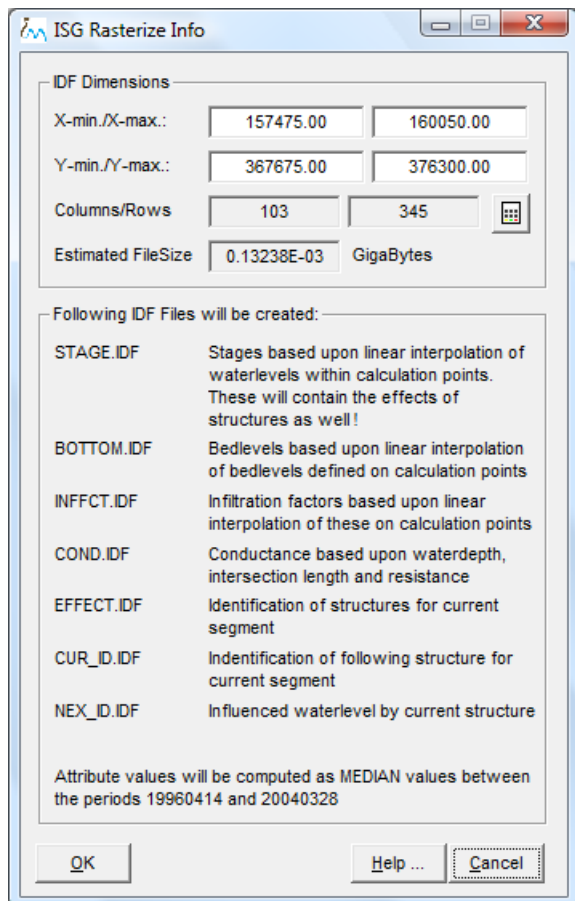 ISG Rasterize Info
IDF Dimensions
X-min./X-max.: 157475.00 160050.00
Y-min./Y-max.: 367675.00 376300.00
Columns/Rows 103 345
Estimated FileSize 0.13238E-03 GigaBytes
Following IDF Files will be created:
STAGE.IDF Stages based upon linear interpolation of
waterlevels within calculation points.
These will contain the effects of
structures as well !
BOTTOM.IDF Bedlevels based upon linear interpolation
of bedlevels defined on calculation points
INFFCT.IDF Infiltration factors based upon linear
interpolation of these on calculation points
COND.IDF Conductance based upon waterdepth,
intersection length and resistance
EFFECT.IDF Identification of structures for current
segment
CUR_ID.IDF Indentification of following structure for
current segment
NEX_ID.IDF Influenced waterlevel by current structure
Attribute values will be computed as MEDIAN values between
the periods 19960414 and 20040328
OK Help ... Cancel